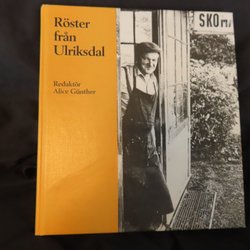 Röster
från
Ulriksdal
Redaktör
Alice Günther
SKO